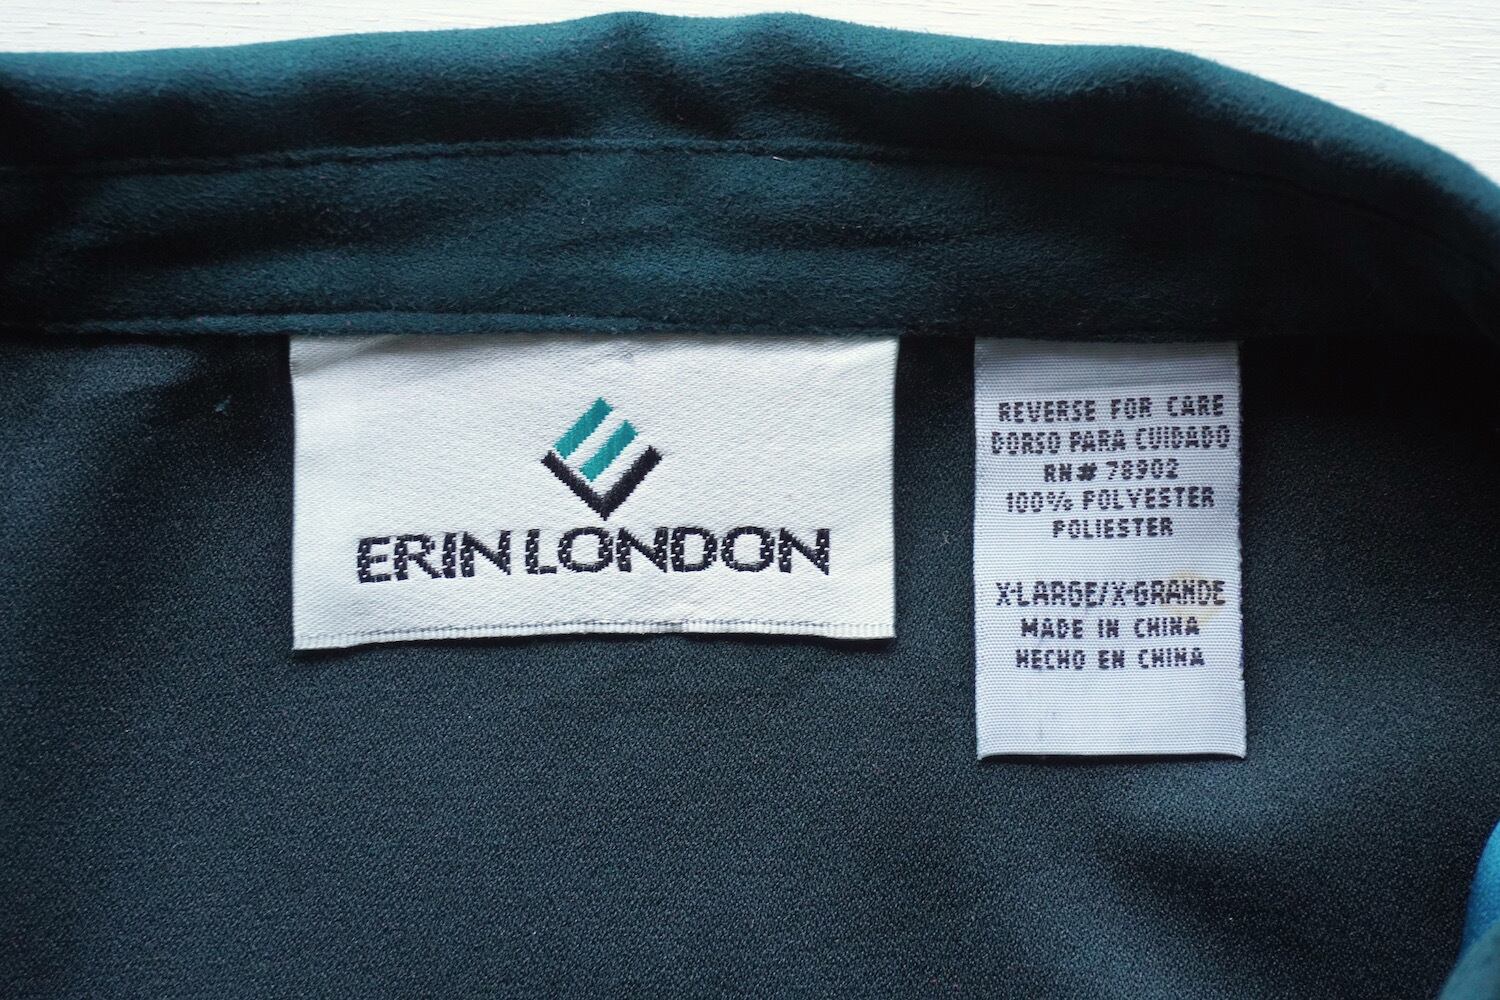 ERIN LONDON
REVERSE FOR CARE
DORSO PARA CUIDADO
RN# 78902
100% POLYESTER
POLIESTER
X-LARGE/X-GRANDE
MADE IN CHINA
HECHO EN CHINA